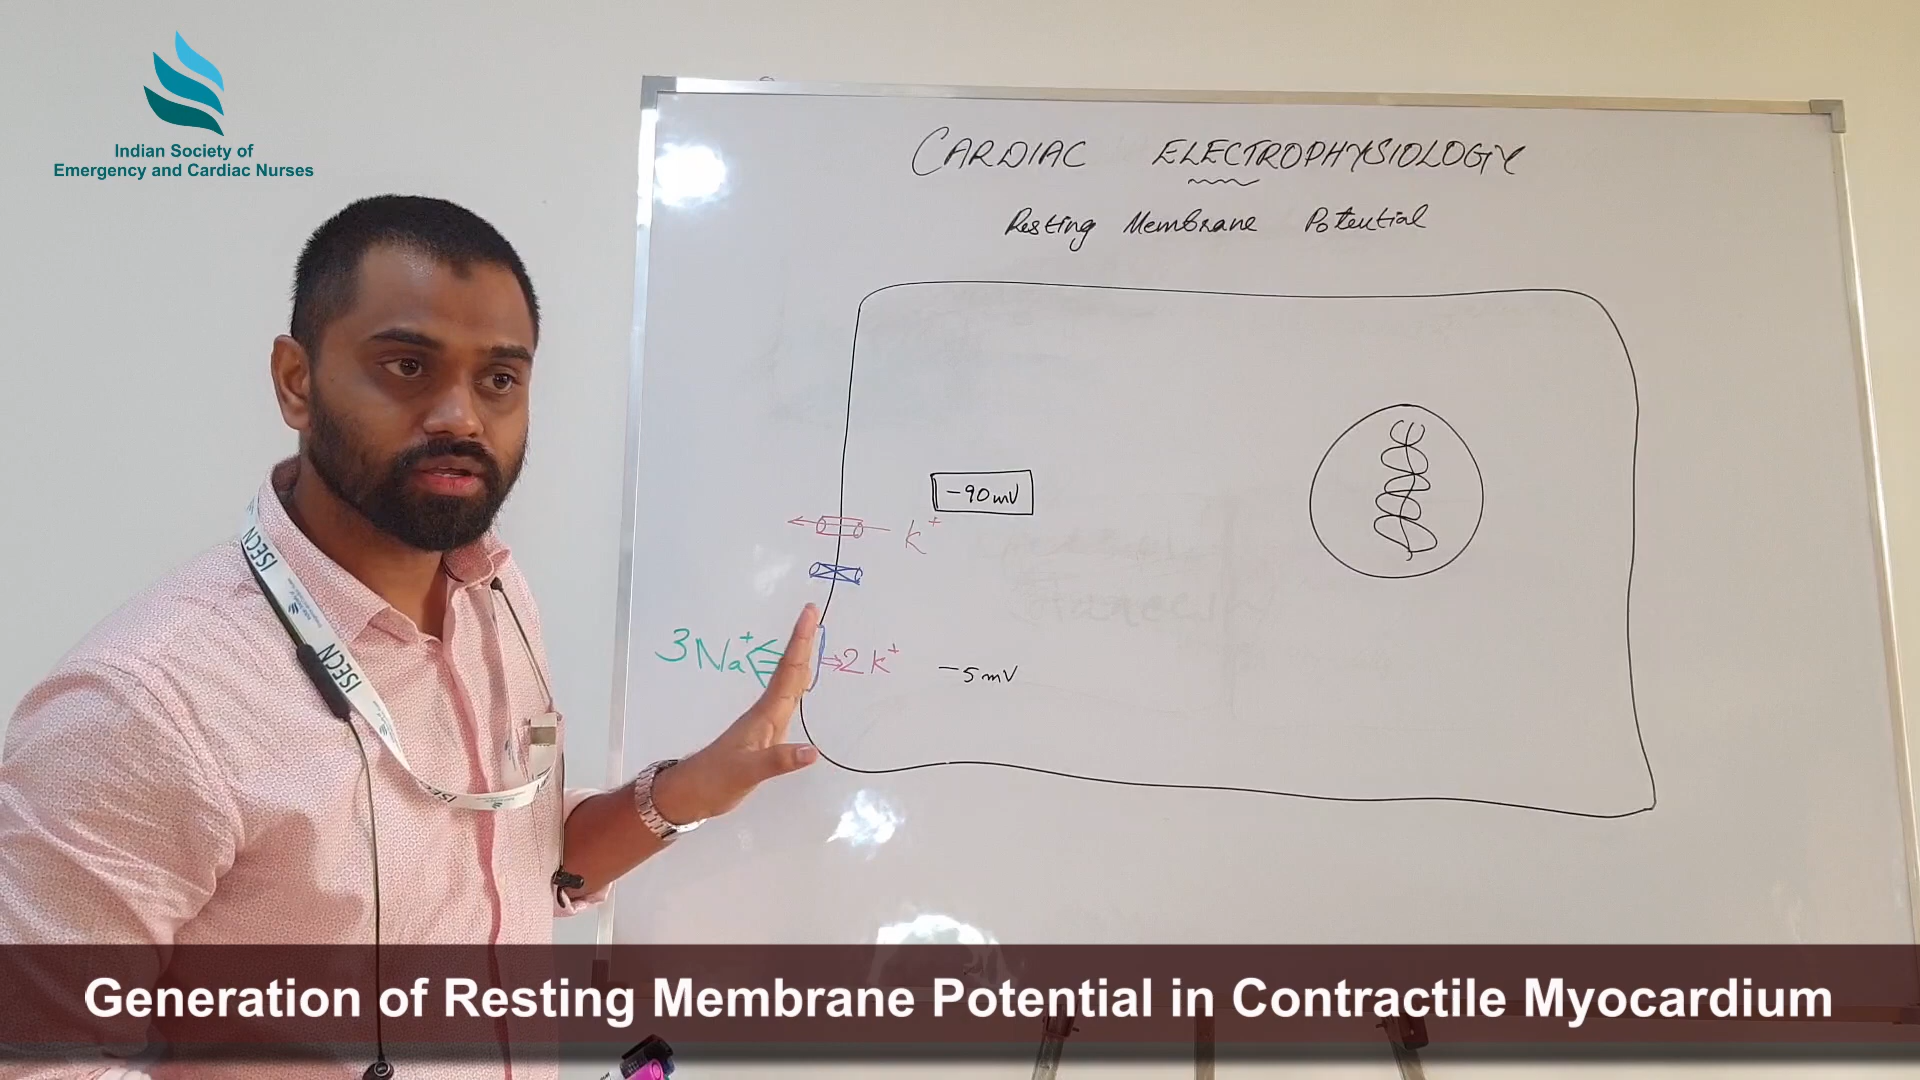 Indian Society of
Emergency and Cardiac Nurses
CARDIAC ELECTROPHYSIOLOGY
Resting Membrane Potential
-90mV
K+
3Na+
2K+
-5mV
ISECN
ISECN
Generation of Resting Membrane Potential in Contractile Myocardium